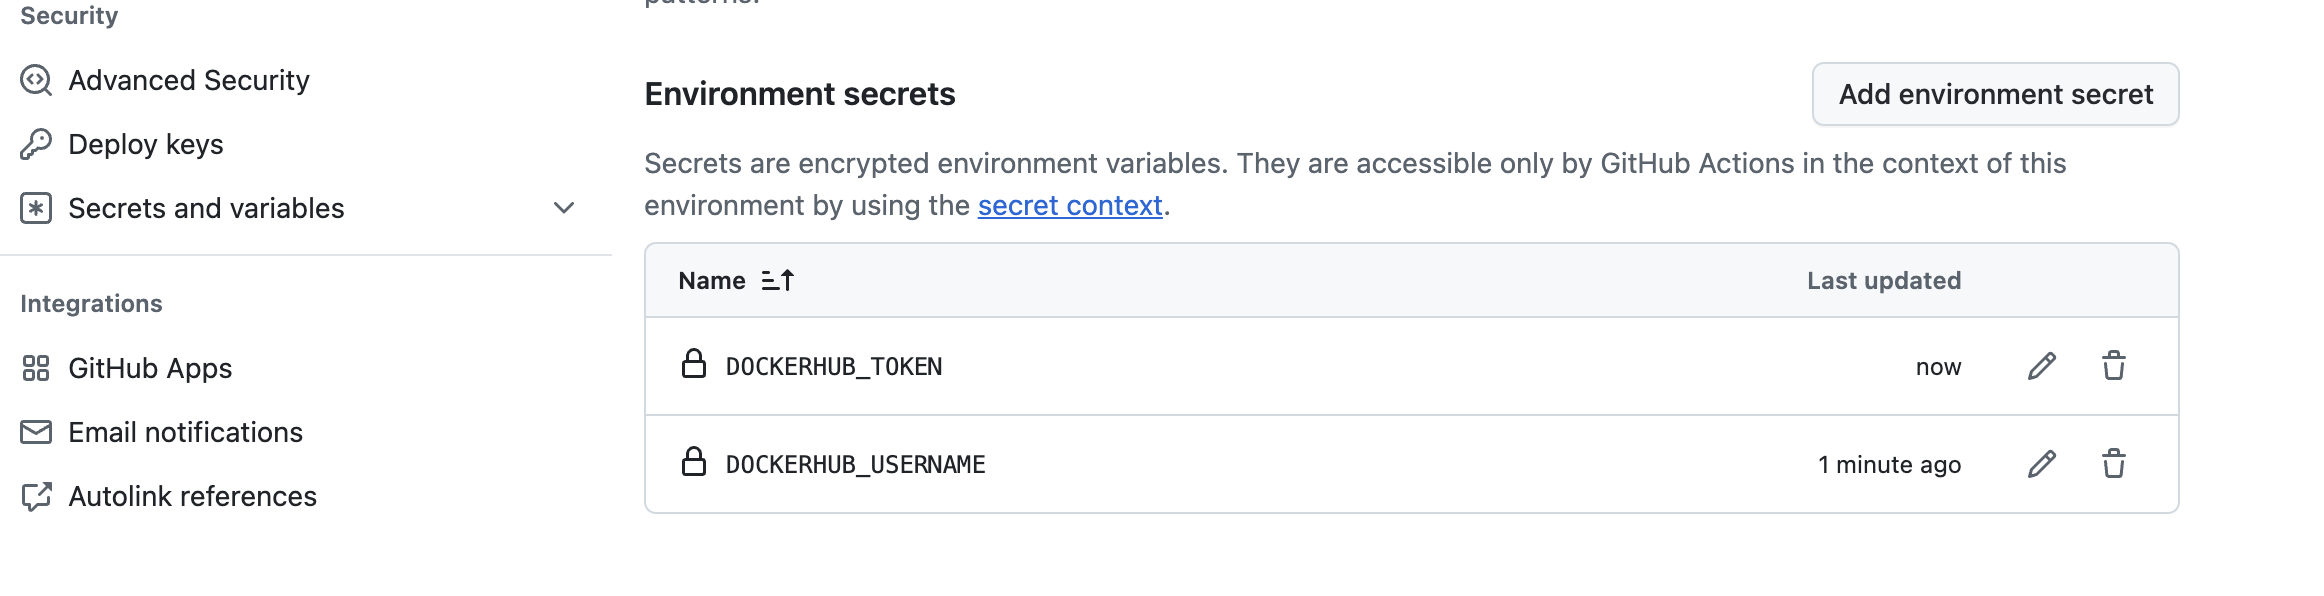 Security
Advanced Security
Deploy keys
Secrets and variables
Integrations
GitHub Apps
Email notifications
Autolink references
patterns.
Environment secrets
Add environment secret
Secrets are encrypted environment variables. They are accessible only by GitHub Actions in the context of this
environment by using the secret context.
Name
Last updated
DOCKERHUB_TOKEN
now
DOCKERHUB_USERNAME
1 minute ago